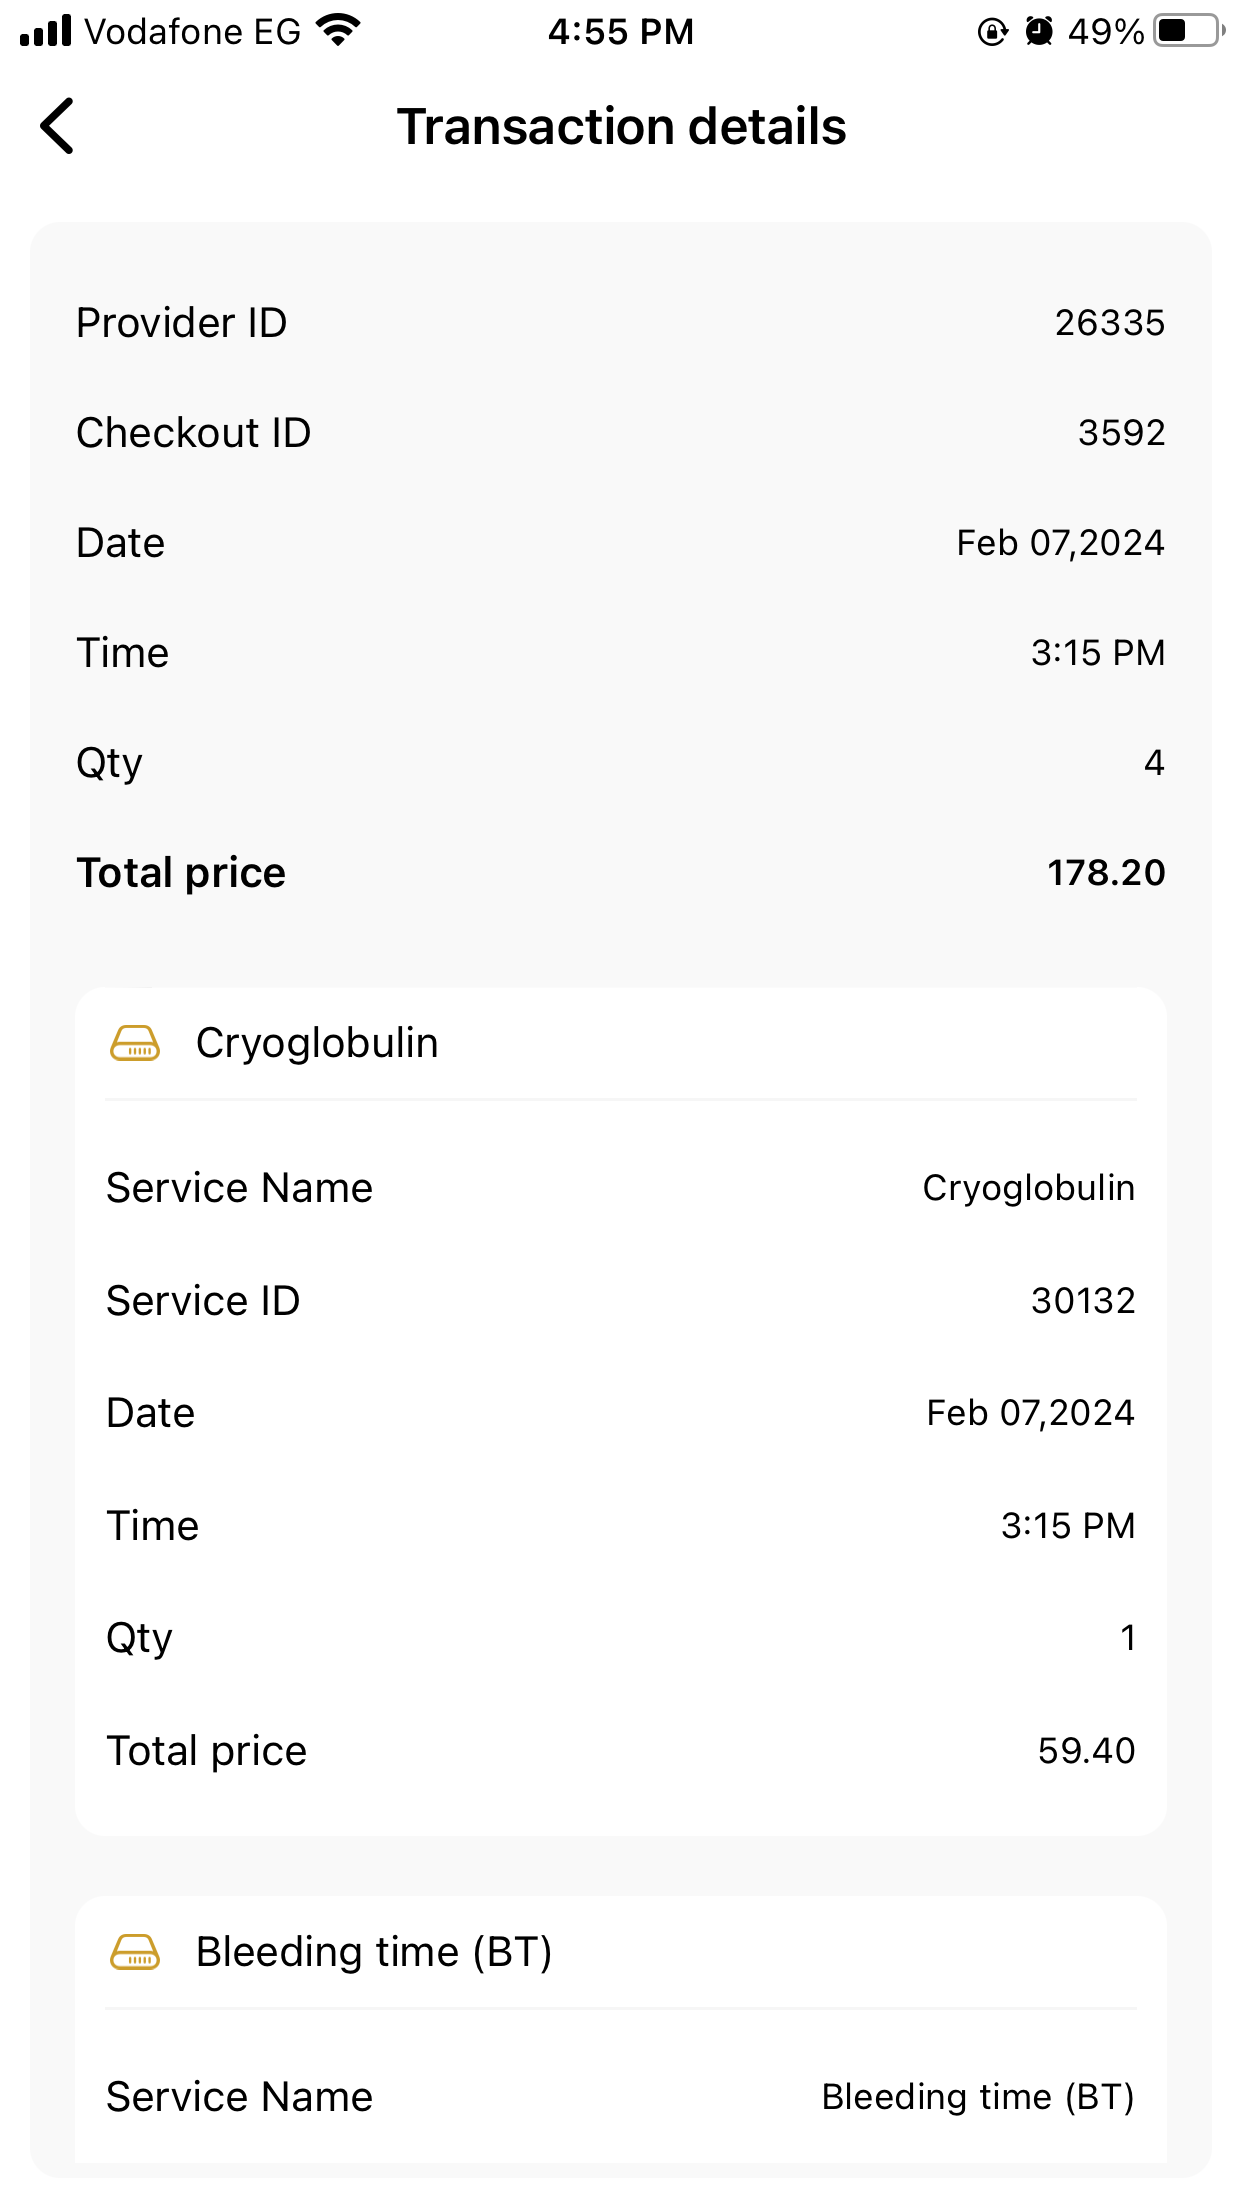 Vodafone EG 4:55 PM 49%
Transaction details
Provider ID 26335
Checkout ID 3592
Date Feb 07,2024
Time 3:15 PM
Qty 4
Total price 178.20
Cryoglobulin
Service Name Cryoglobulin
Service ID 30132
Date Feb 07,2024
Time 3:15 PM
Qty 1
Total price 59.40
Bleeding time (BT)
Service Name Bleeding time (BT)